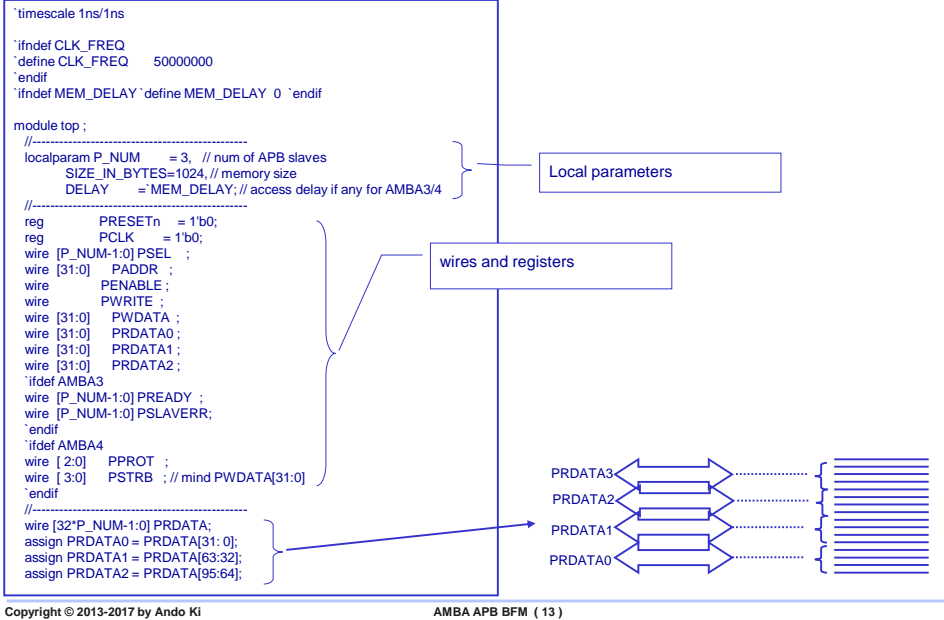 `timescale 1ns/1ns
`ifndef CLK_FREQ
`define CLK_FREQ 50000000
`endif
`ifndef MEM_DELAY `define MEM_DELAY 0 `endif
module top ;
//------------------------------------------------
localparam P_NUM = 3, // num of APB slaves
SIZE_IN_BYTES=1024, // memory size
DELAY =`MEM_DELAY; // access delay if any for AMBA3/4
//------------------------------------------------
reg PRESETn = 1'b0;
reg PCLK = 1'b0;
wire [P_NUM-1:0] PSEL ;
wire [31:0] PADDR ;
wire PENABLE ;
wire PWRITE ;
wire [31:0] PWDATA ;
wire [31:0] PRDATA0 ;
wire [31:0] PRDATA1 ;
wire [31:0] PRDATA2 ;
`ifdef AMBA3
wire [P_NUM-1:0] PREADY ;
wire [P_NUM-1:0] PSLAVERR;
`endif
`ifdef AMBA4
wire [ 2:0] PPROT ;
wire [ 3:0] PSTRB ; // mind PWDATA[31:0]
`endif
//------------------------------------------------
wire [32*P_NUM-1:0] PRDATA;
assign PRDATA0 = PRDATA[31: 0];
assign PRDATA1 = PRDATA[63:32];
assign PRDATA2 = PRDATA[95:64];
Local parameters
wires and registers
PRDATA3
PRDATA2
PRDATA1
PRDATA0
Copyright © 2013-2017 by Ando Ki
AMBA APB BFM ( 13 )